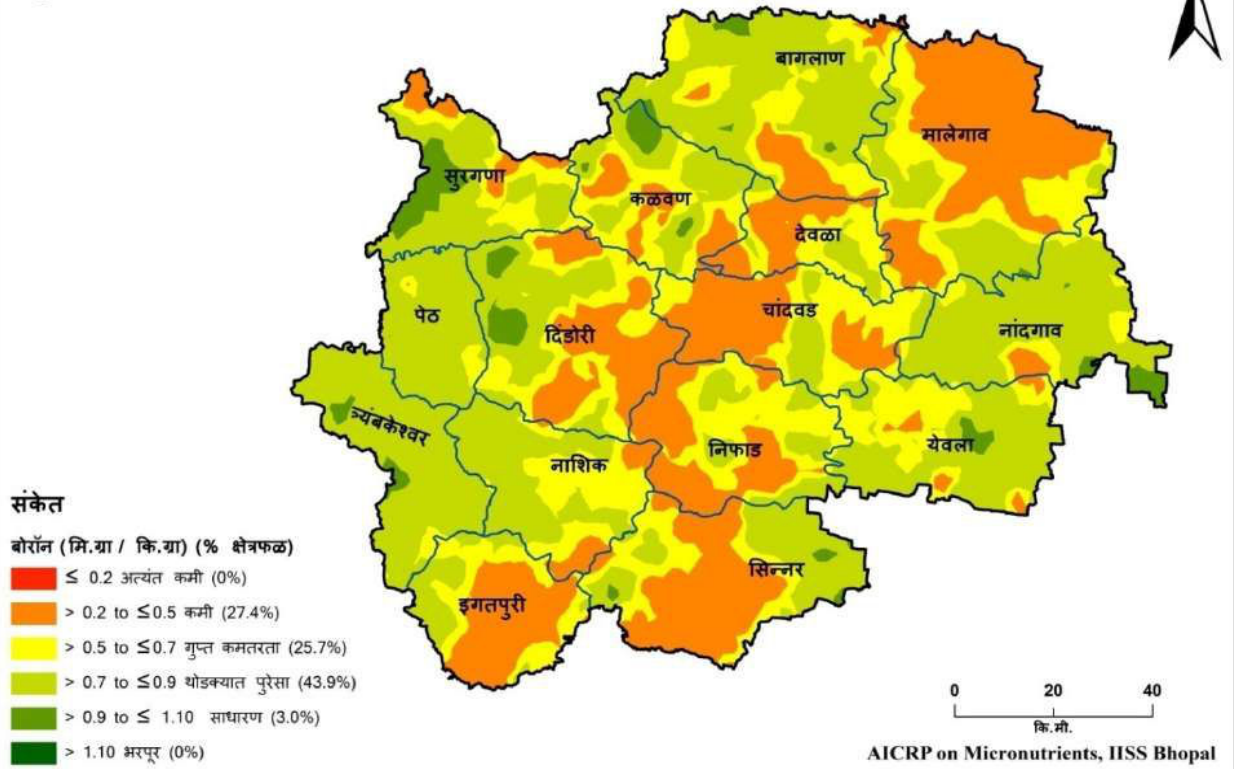 बागलाण
मालेगाव
सुरगणा
कळवण
देवळा
पेठ
दिंडोरी
चांदवड
नांदगाव
त्र्यंबकेश्वर
नाशिक
निफाड
येवला
सिन्नर
इगतपुरी
संकेत
बोरॉन (मि.ग्रा / कि.ग्रा) (% क्षेत्रफळ)
≤ 0.2 अत्यंत कमी (0%)
> 0.2 to ≤0.5 कमी (27.4%)
> 0.5 to ≤0.7 गुप्त कमतरता (25.7%)
> 0.7 to ≤0.9 थोडक्यात पुरेसा (43.9%)
> 0.9 to ≤ 1.10 साधारण (3.0%)
> 1.10 भरपूर (0%)
0 20 40
कि.मी.
AICRP on Micronutrients, IISS Bhopal